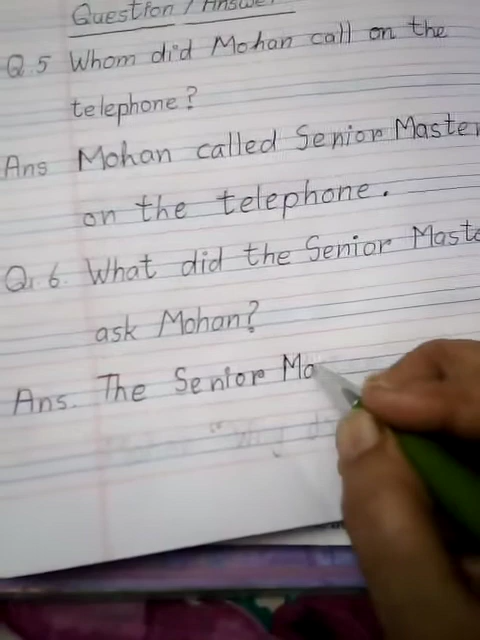 Question / Answer
Q.5 Whom did Mohan call on the
telephone?
Ans Mohan called Senior Master
on the telephone.
Q.6. What did the Senior Maste
ask Mohan?
Ans. The Senior Ma